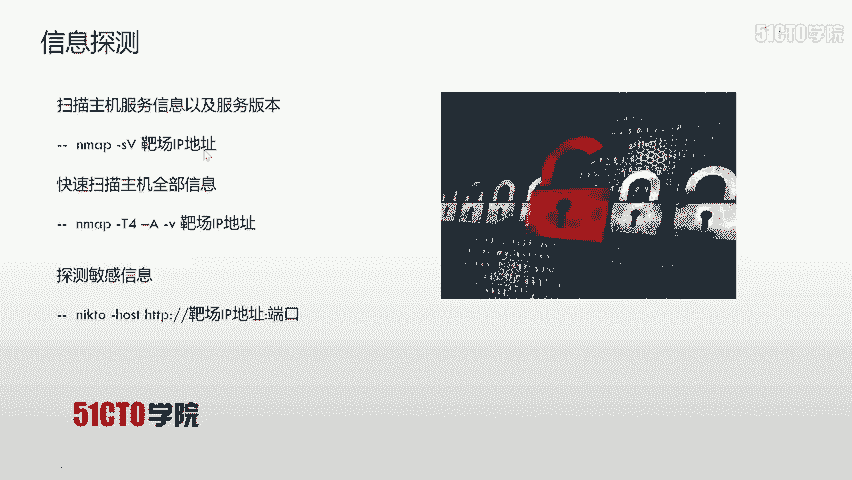 信息探测
51CTO学院
扫描主机服务信息以及服务版本
-- nmap -sV 靶场IP地址
快速扫描主机全部信息
-- nmap -T4 –A -v 靶场IP地址
探测敏感信息
-- nikto -host http://靶场IP地址:端口
51CTO学院